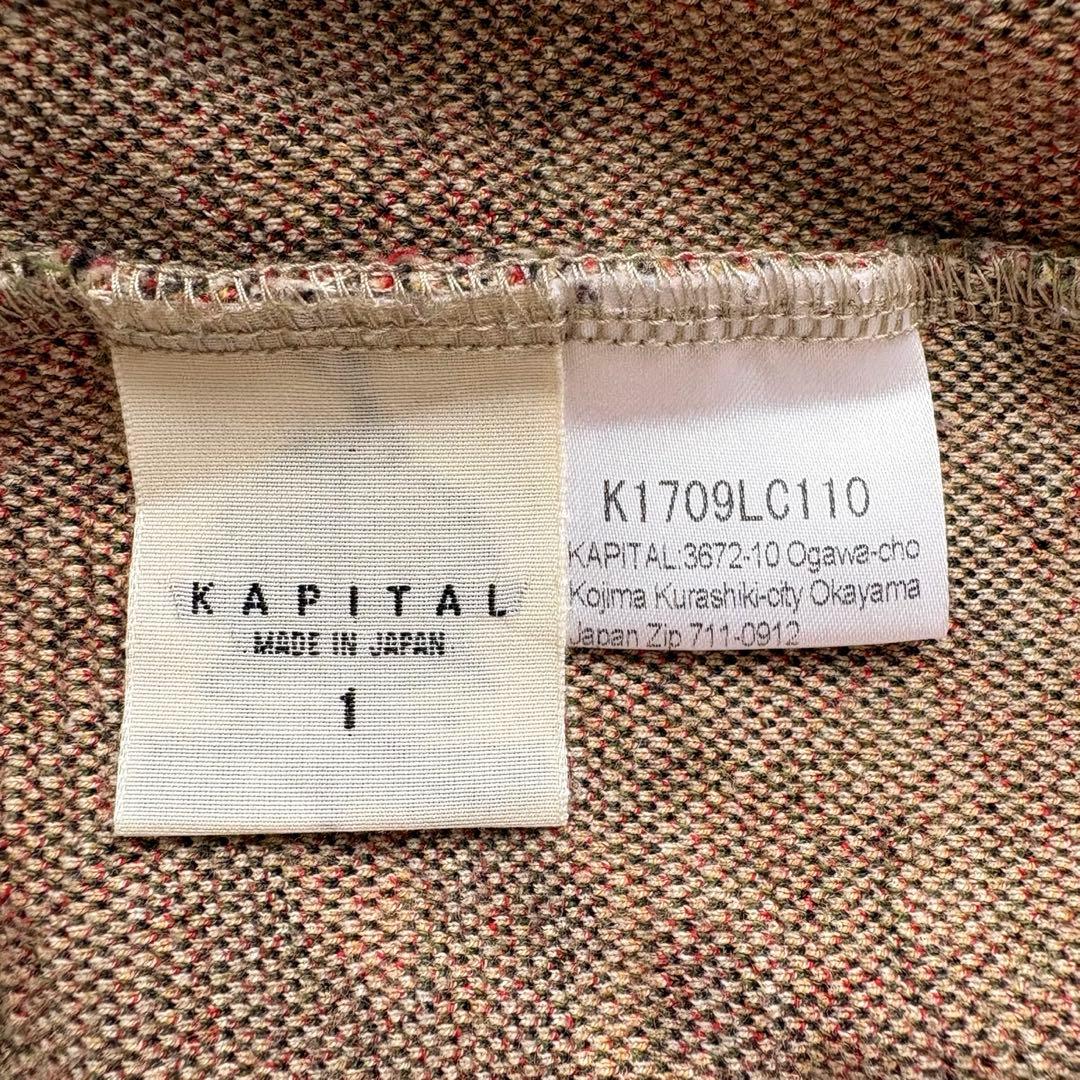 KAPITAL
MADE IN JAPAN
1
K1709LC110
KAPITAL:3672-10 Ogawa-cho
Kojima Kurashiki-city Okayama
Japan Zip 711-0912